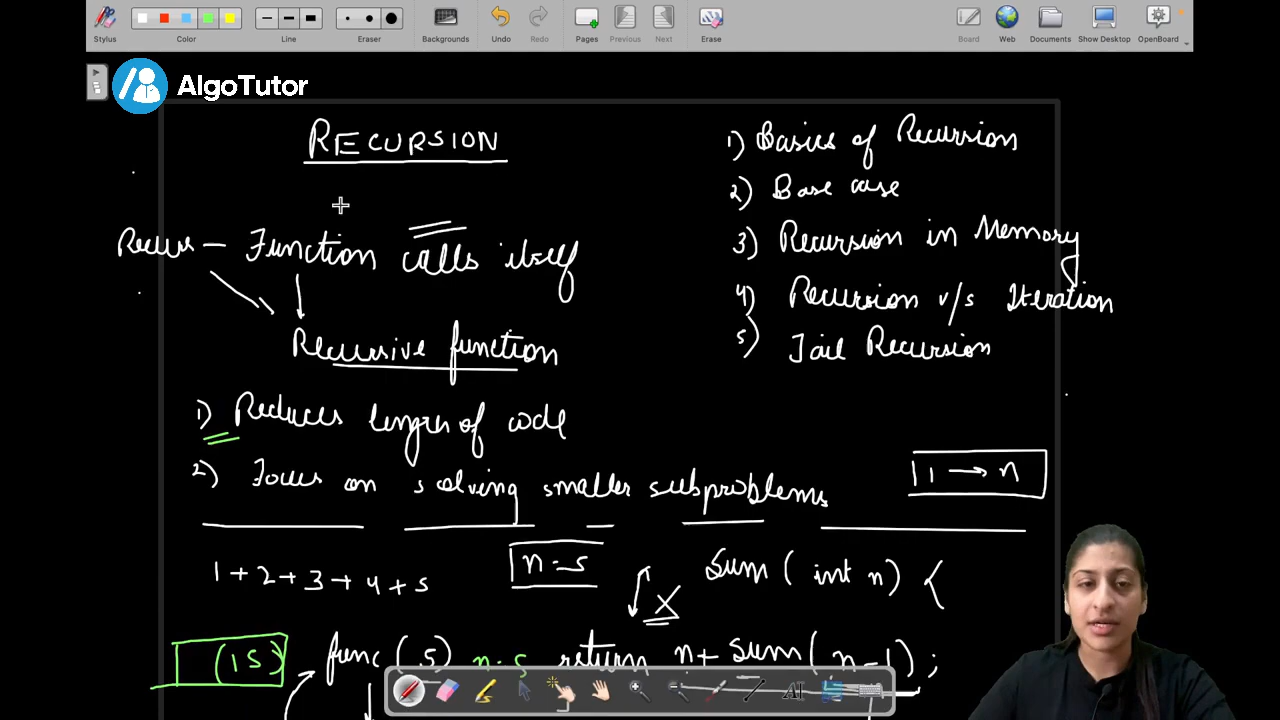 Stylus Color Line Eraser Backgrounds Undo Redo Pages Previous Next Erase Board Web Documents Show Desktop OpenBoard
AlgoTutor
RECURSION
Recurs – Function calls itself
Recursive function
1) Reduces length of code
2) Focus on solving smaller subproblems
1) Basics of Recursion
2) Base case
3) Recursion in Memory
4) Recursion v/s Iteration
5) Tail Recursion
1 → n
1 + 2 + 3 + 4 + 5
n = 5
sum ( int n ) {
(15)
func (5) n = 5 return n + sum( n - 1) ;